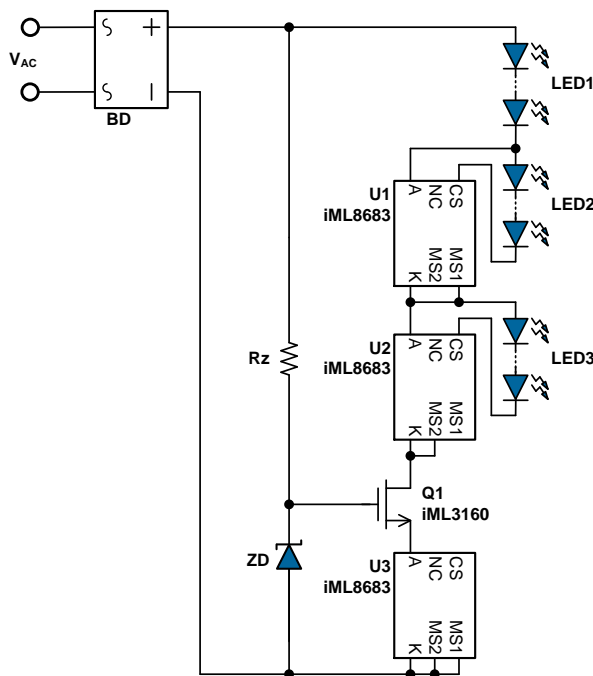 VAC
BD
LED1
U1
iML8683
A
NC
CS
K
MS2
MS1
LED2
U2
iML8683
A
NC
CS
K
MS2
MS1
LED3
Rz
Q1
iML3160
ZD
U3
iML8683
A
NC
CS
K
MS2
MS1